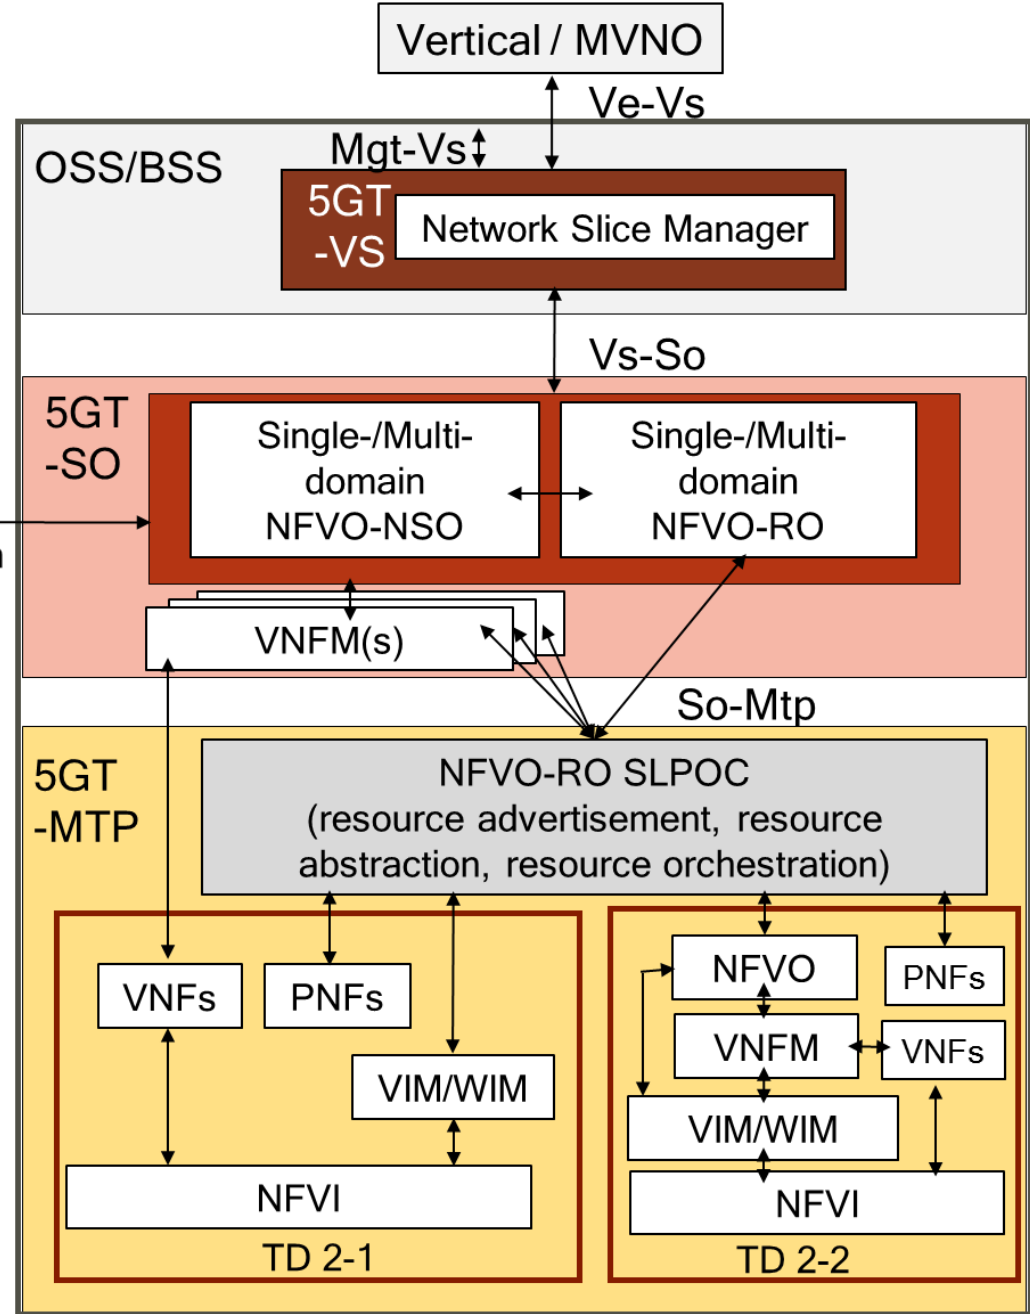 Vertical / MVNO
Ve-Vs
Mgt-Vs
OSS/BSS
5GT
-VS
Network Slice Manager
Vs-So
5GT
-SO
Single-/Multi-
domain
NFVO-NSO
Single-/Multi-
domain
NFVO-RO
VNFM(s)
So-Mtp
5GT
-MTP
NFVO-RO SLPOC
(resource advertisement, resource
abstraction, resource orchestration)
VNFs
PNFs
VIM/WIM
NFVI
TD 2-1
NFVO
PNFs
VNFM
VNFs
VIM/WIM
NFVI
TD 2-2